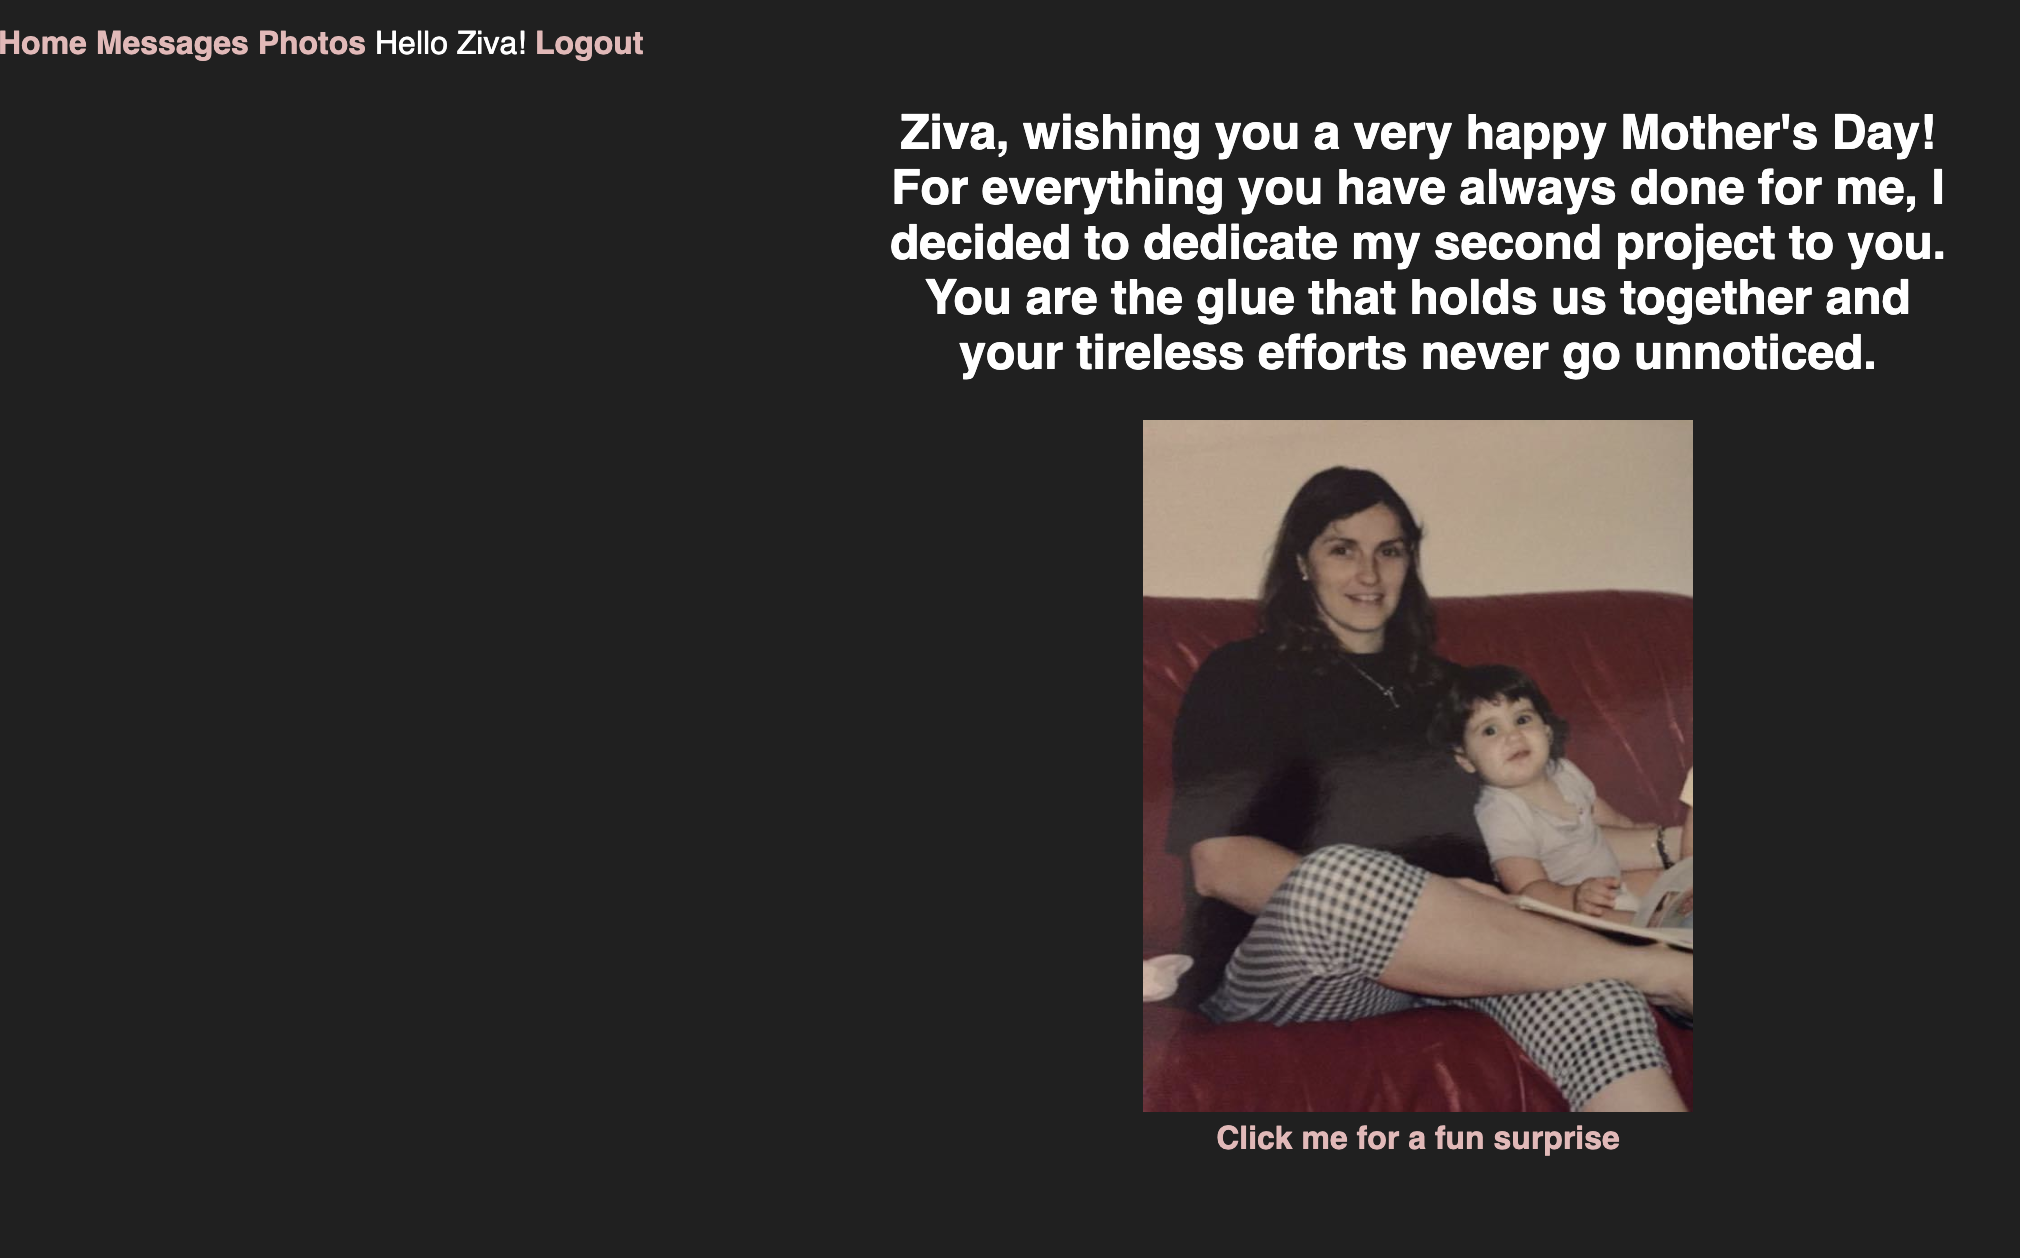 Home Messages Photos Hello Ziva! Logout
Ziva, wishing you a very happy Mother's Day!
For everything you have always done for me, I
decided to dedicate my second project to you.
You are the glue that holds us together and
your tireless efforts never go unnoticed.
Click me for a fun surprise